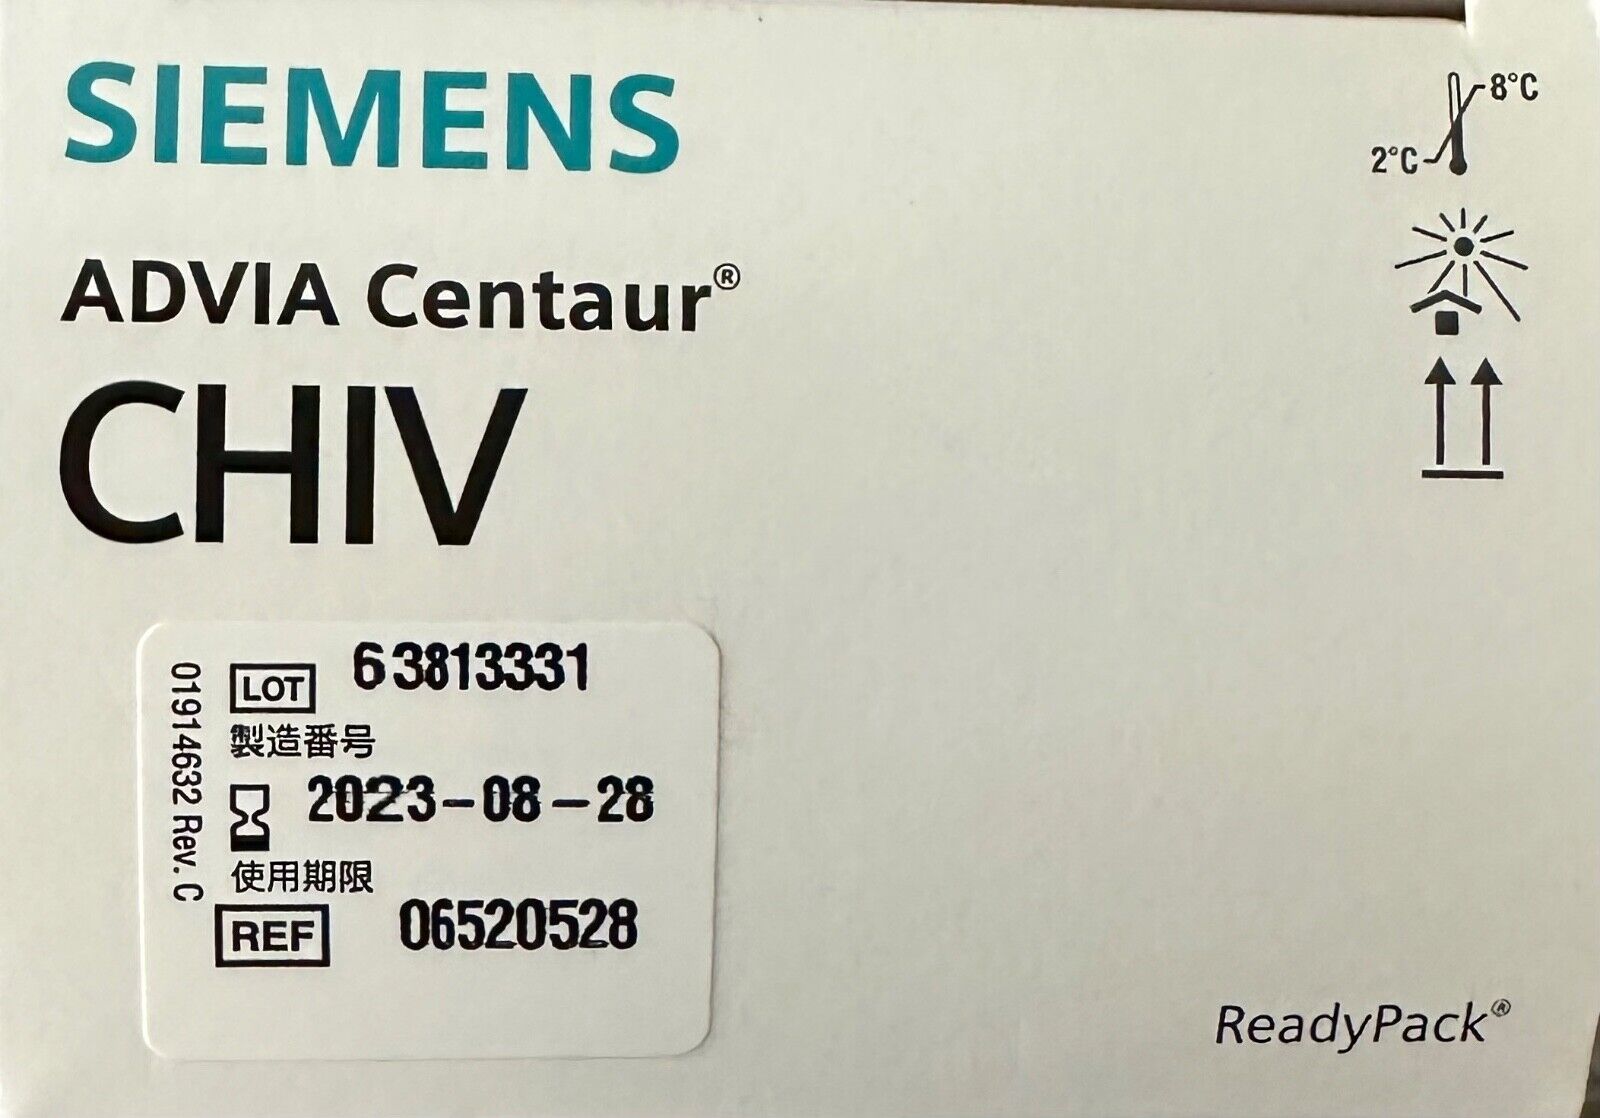 SIEMENS
8°C
2°C
ADVIA Centaur®
CHIV
01914632 Rev. C
LOT 63813331
製造番号
2023-08-28
使用期限
REF 06520528
ReadyPack®